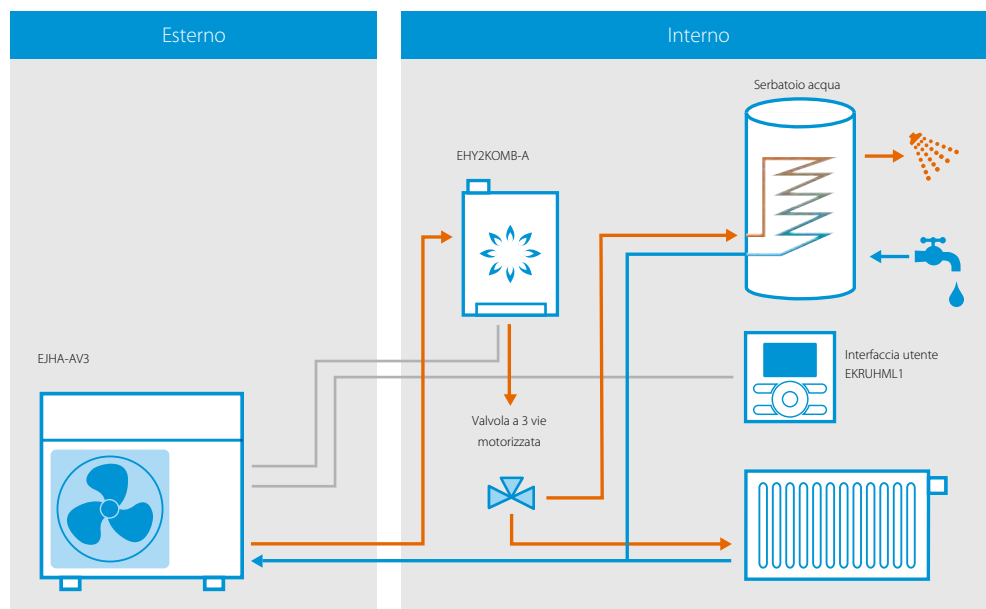 Esterno
Interno
Serbatoio acqua
EHY2KOMB-A
EJHA-AV3
Interfaccia utente
EKRUHML1
Valvola a 3 vie
motorizzata